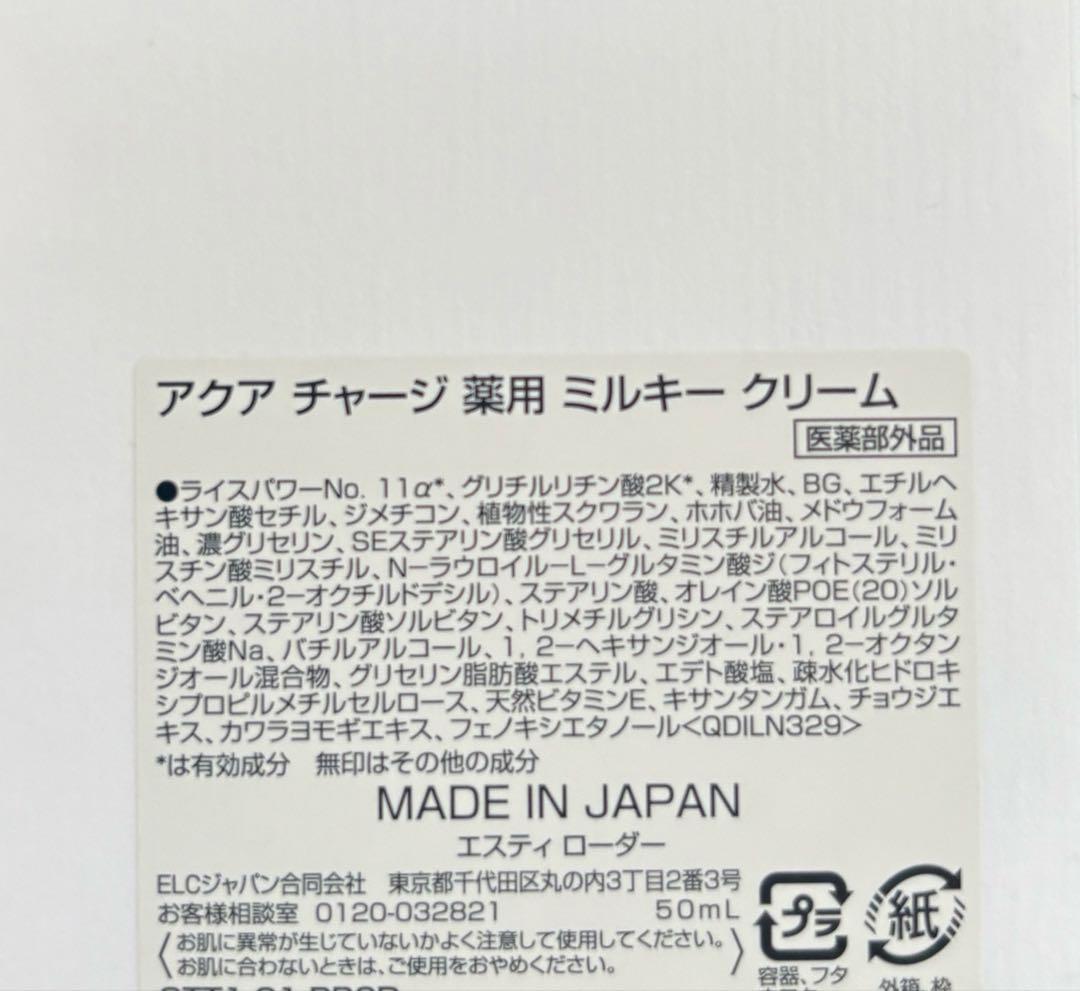 アクア チャージ 薬用 ミルキー クリーム
医薬部外品
●ライスパワーNo. 11α*、グリチルリチン酸2K*、精製水、BG、エチルヘ
キサン酸セチル、ジメチコン、植物性スクワラン、ホホバ油、メドウフォーム
油、濃グリセリン、SEステアリン酸グリセリル、ミリスチルアルコール、ミリ
スチン酸ミリスチル、N-ラウロイル-L-グルタミン酸ジ(フィトステリル・
ベヘニル・2-オクチルドデシル)、ステアリン酸、オレイン酸POE(20)ソル
ビタン、ステアリン酸ソルビタン、トリメチルグリシン、ステアロイルグルタ
ミン酸Na、バチルアルコール、1, 2-ヘキサンジオール・1, 2-オクタン
ジオール混合物、グリセリン脂肪酸エステル、エデト酸塩、疎水化ヒドロキ
シプロピルメチルセルロース、天然ビタミンE、キサンタンガム、チョウジエ
キス、カワラヨモギエキス、フェノキシエタノール<QDILN329>
*は有効成分　無印はその他の成分
MADE IN JAPAN
エスティ ローダー
ELCジャパン合同会社　東京都千代田区丸の内3丁目2番3号
お客様相談室 0120-032821 50mL
お肌に異常が生じていないかよく注意して使用してください。
お肌に合わないときは、ご使用をおやめください。
プラ
紙
容器、フタ
外箱、枠